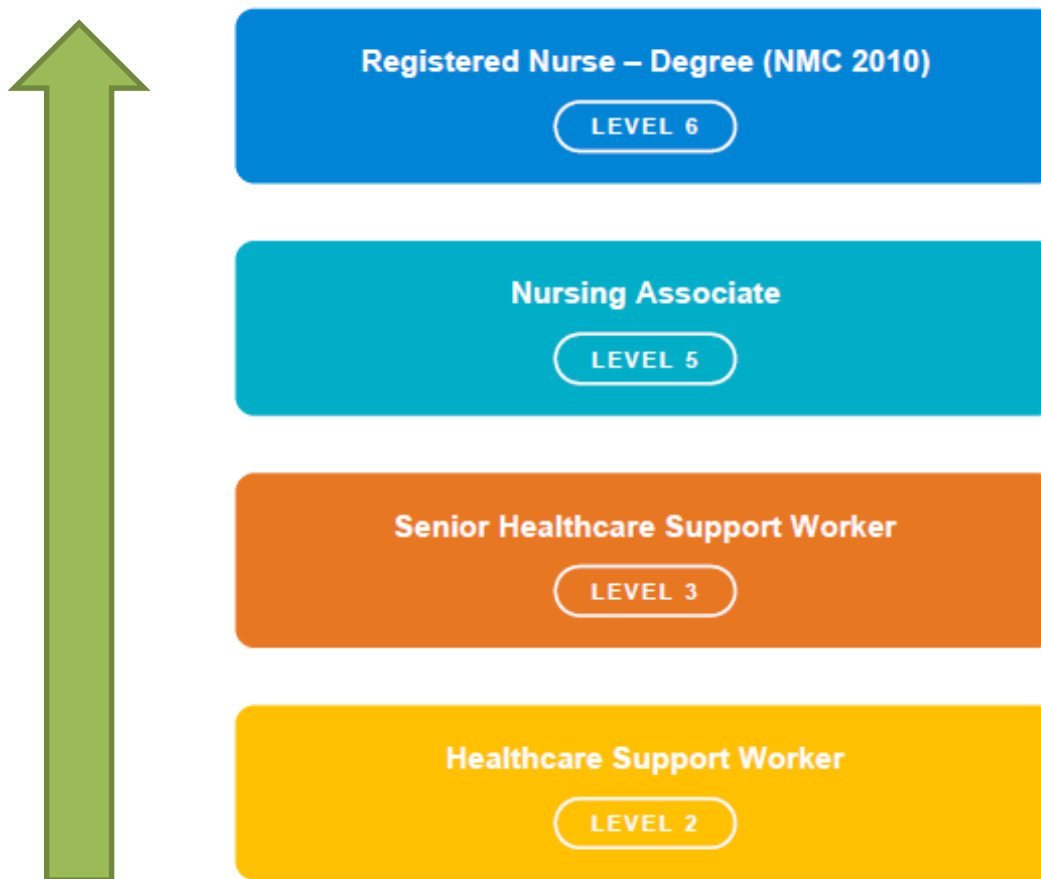 Registered Nurse – Degree (NMC 2010)
LEVEL 6
Nursing Associate
LEVEL 5
Senior Healthcare Support Worker
LEVEL 3
Healthcare Support Worker
LEVEL 2